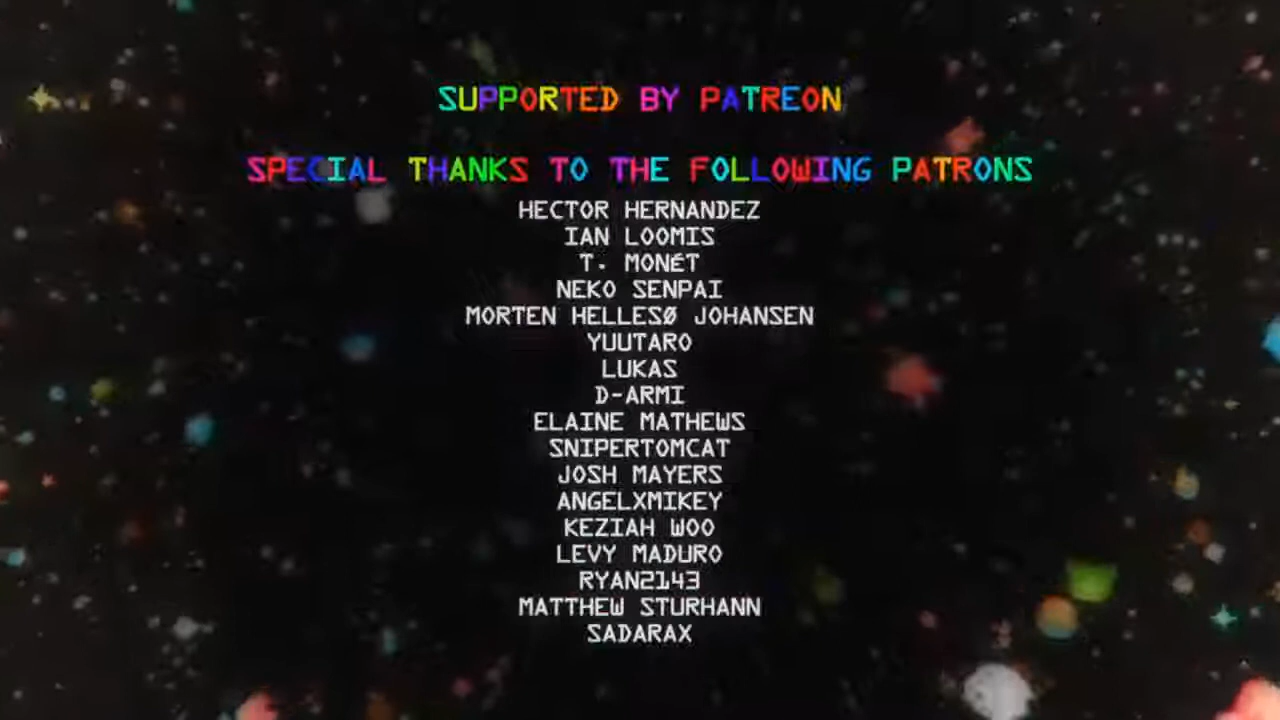 SUPPORTED BY PATREON
SPECIAL THANKS TO THE FOLLOWING PATRONS
HECTOR HERNANDEZ
IAN LOOMIS
T. MONÉT
NEKO SENPAI
MORTEN HELLESØ JOHANSEN
YUUTARO
LUKAS
D-ARMI
ELAINE MATHEWS
SNIPERTOMCAT
JOSH MAYERS
ANGELXMIKEY
KEZIAH WOO
LEVY MADURO
RYAN2143
MATTHEW STURHANN
SADARAX